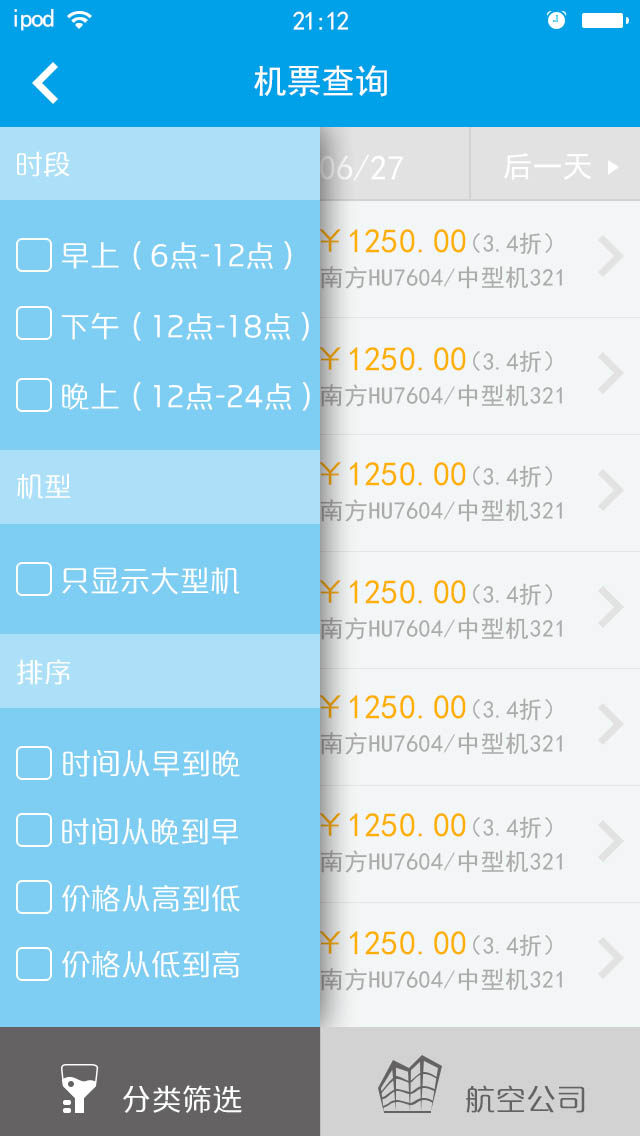 ipod 21:12
机票查询
时段
早上（6点-12点）
下午（12点-18点）
晚上（12点-24点）
机型
只显示大型机
排序
时间从早到晚
时间从晚到早
价格从高到低
价格从低到高
06/27 后一天
￥1250.00(3.4折)
南方HU7604/中型机321
￥1250.00(3.4折)
南方HU7604/中型机321
￥1250.00(3.4折)
南方HU7604/中型机321
￥1250.00(3.4折)
南方HU7604/中型机321
￥1250.00(3.4折)
南方HU7604/中型机321
￥1250.00(3.4折)
南方HU7604/中型机321
￥1250.00(3.4折)
南方HU7604/中型机321
分类筛选 航空公司